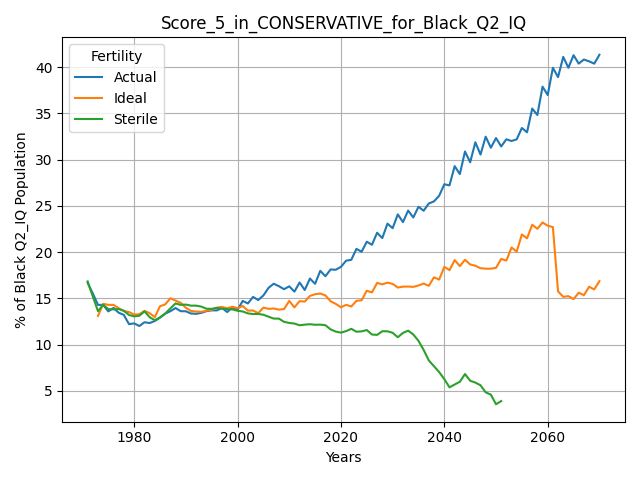 Score_5_in_CONSERVATIVE_for_Black_Q2_IQ
Fertility
Actual
Ideal
Sterile
% of Black Q2_IQ Population
40
35
30
25
20
15
10
5
1980
2000
2020
2040
2060
Years